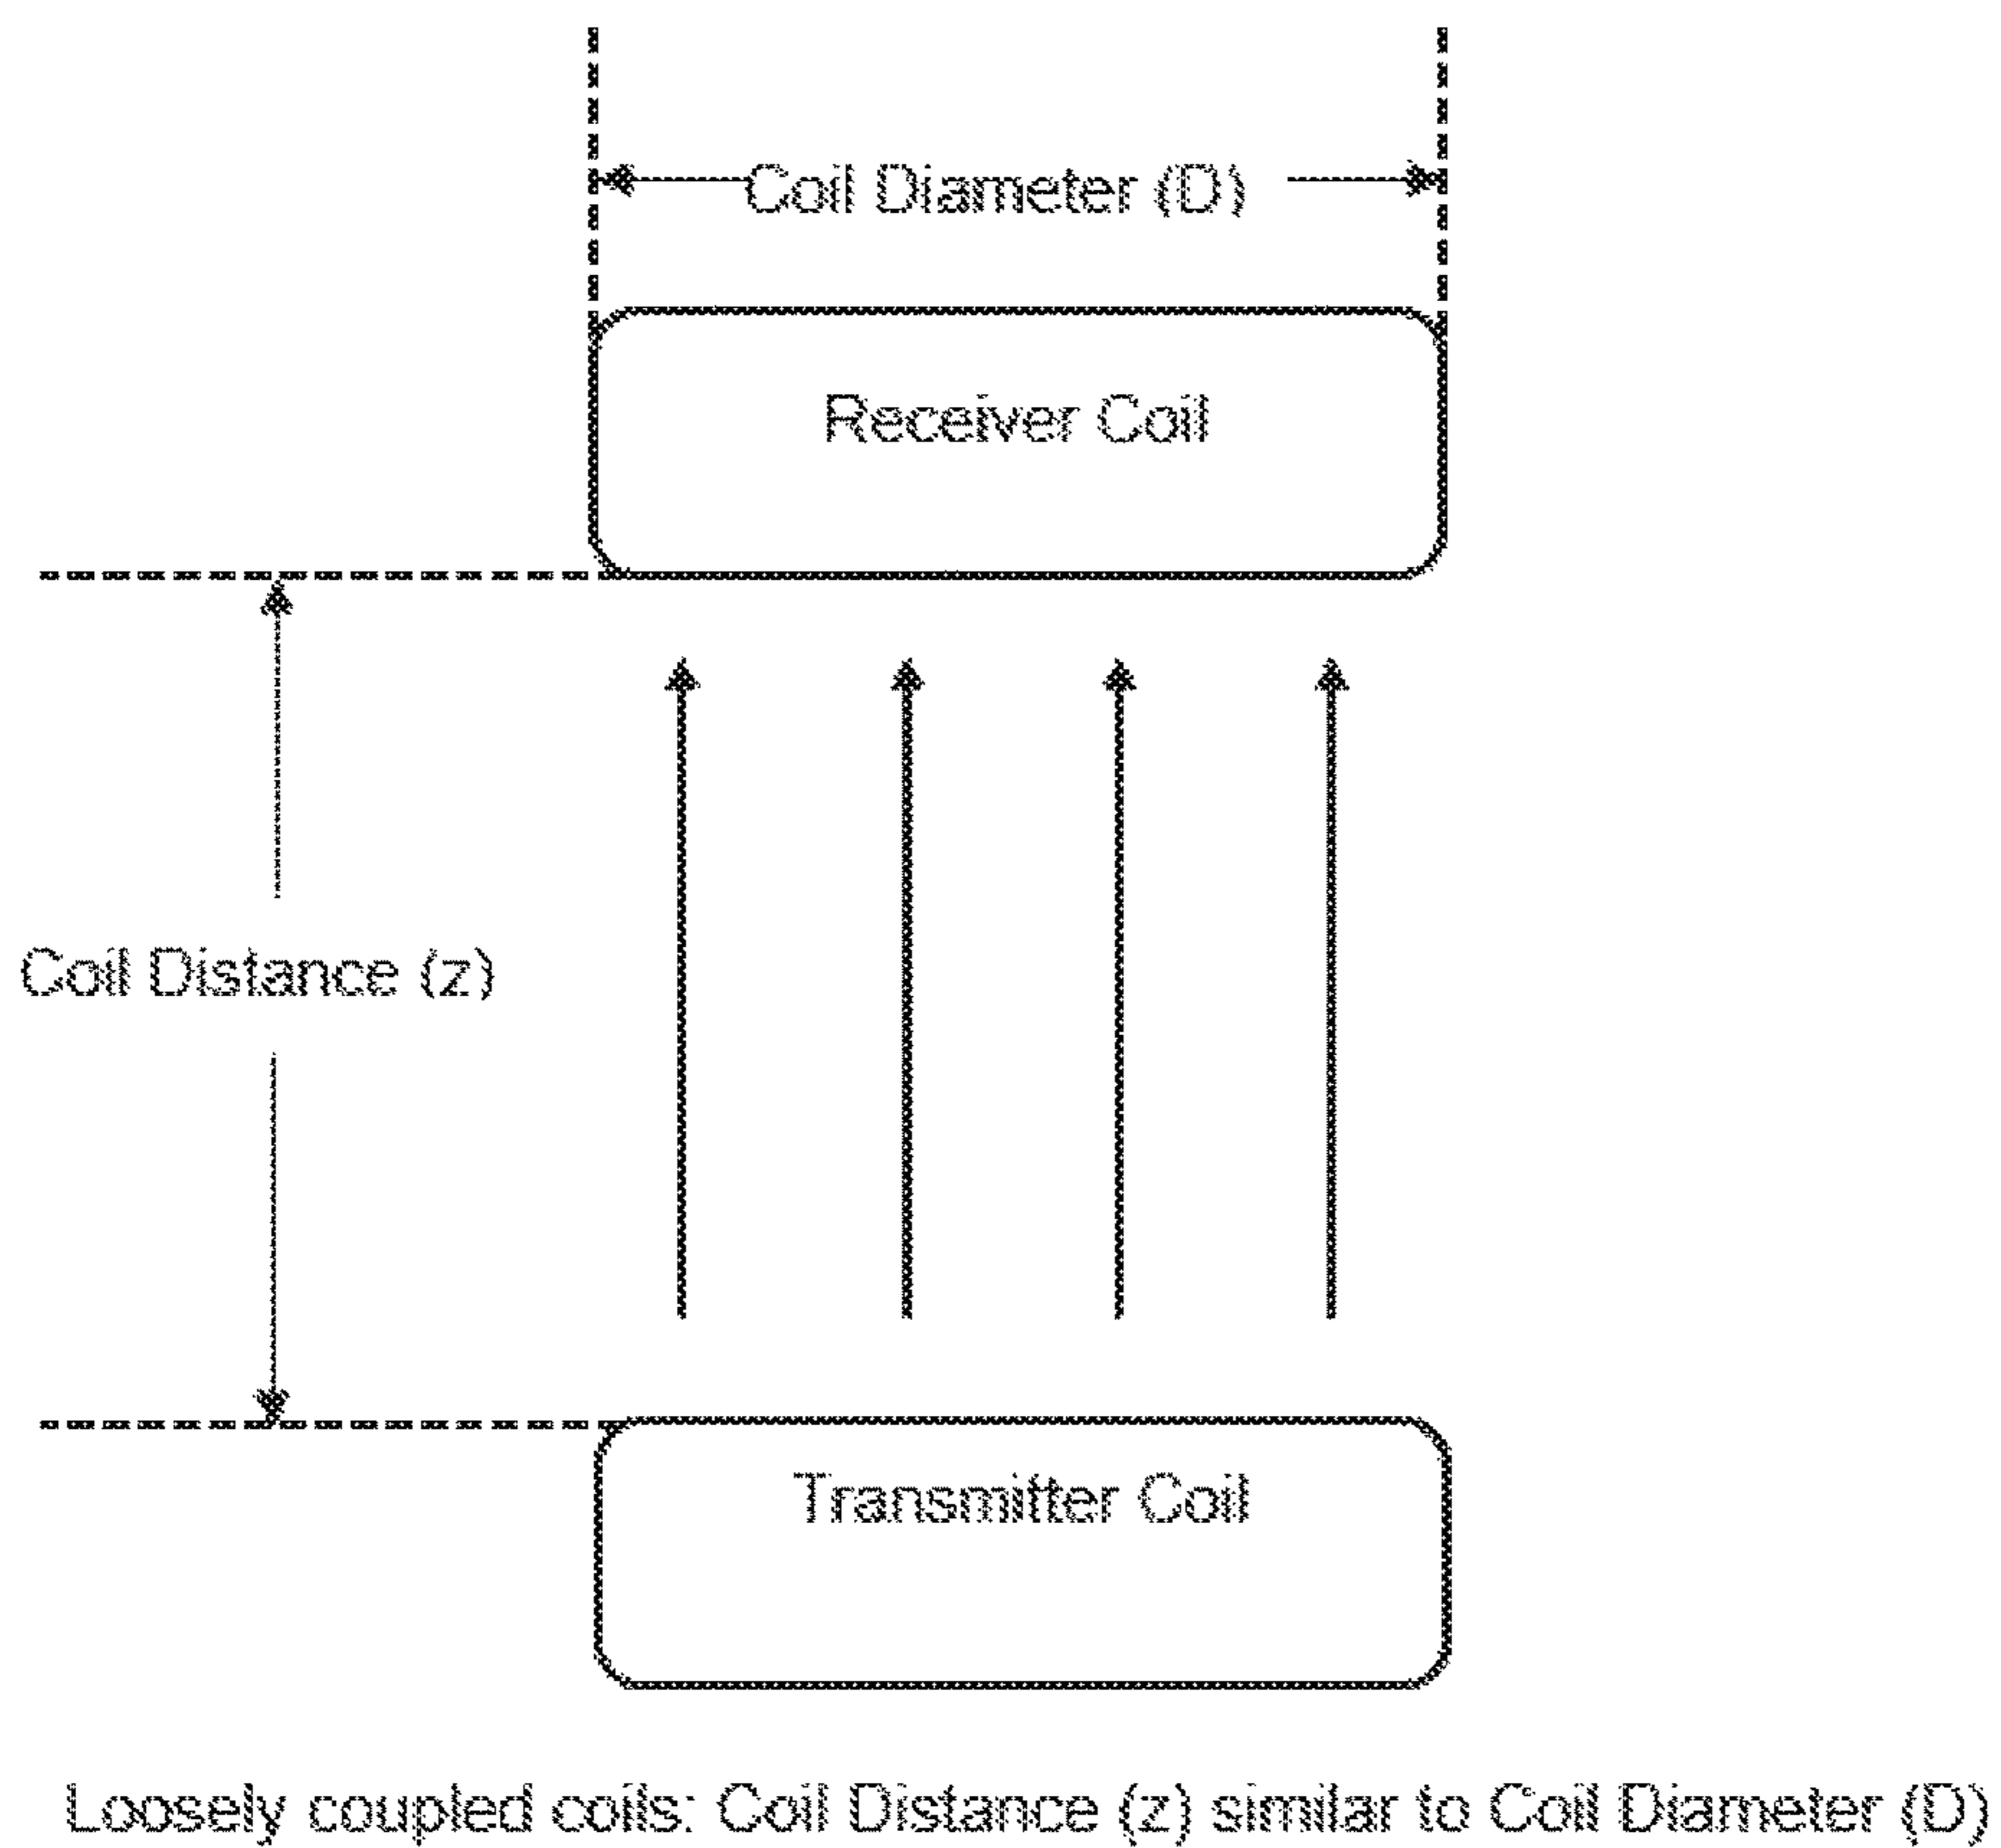 Coil Diameter (D)
Receiver Coil
Coil Distance (z)
Transmitter Coil
Loosely coupled coils: Coil Distance (z) similar to Coil Diameter (D)